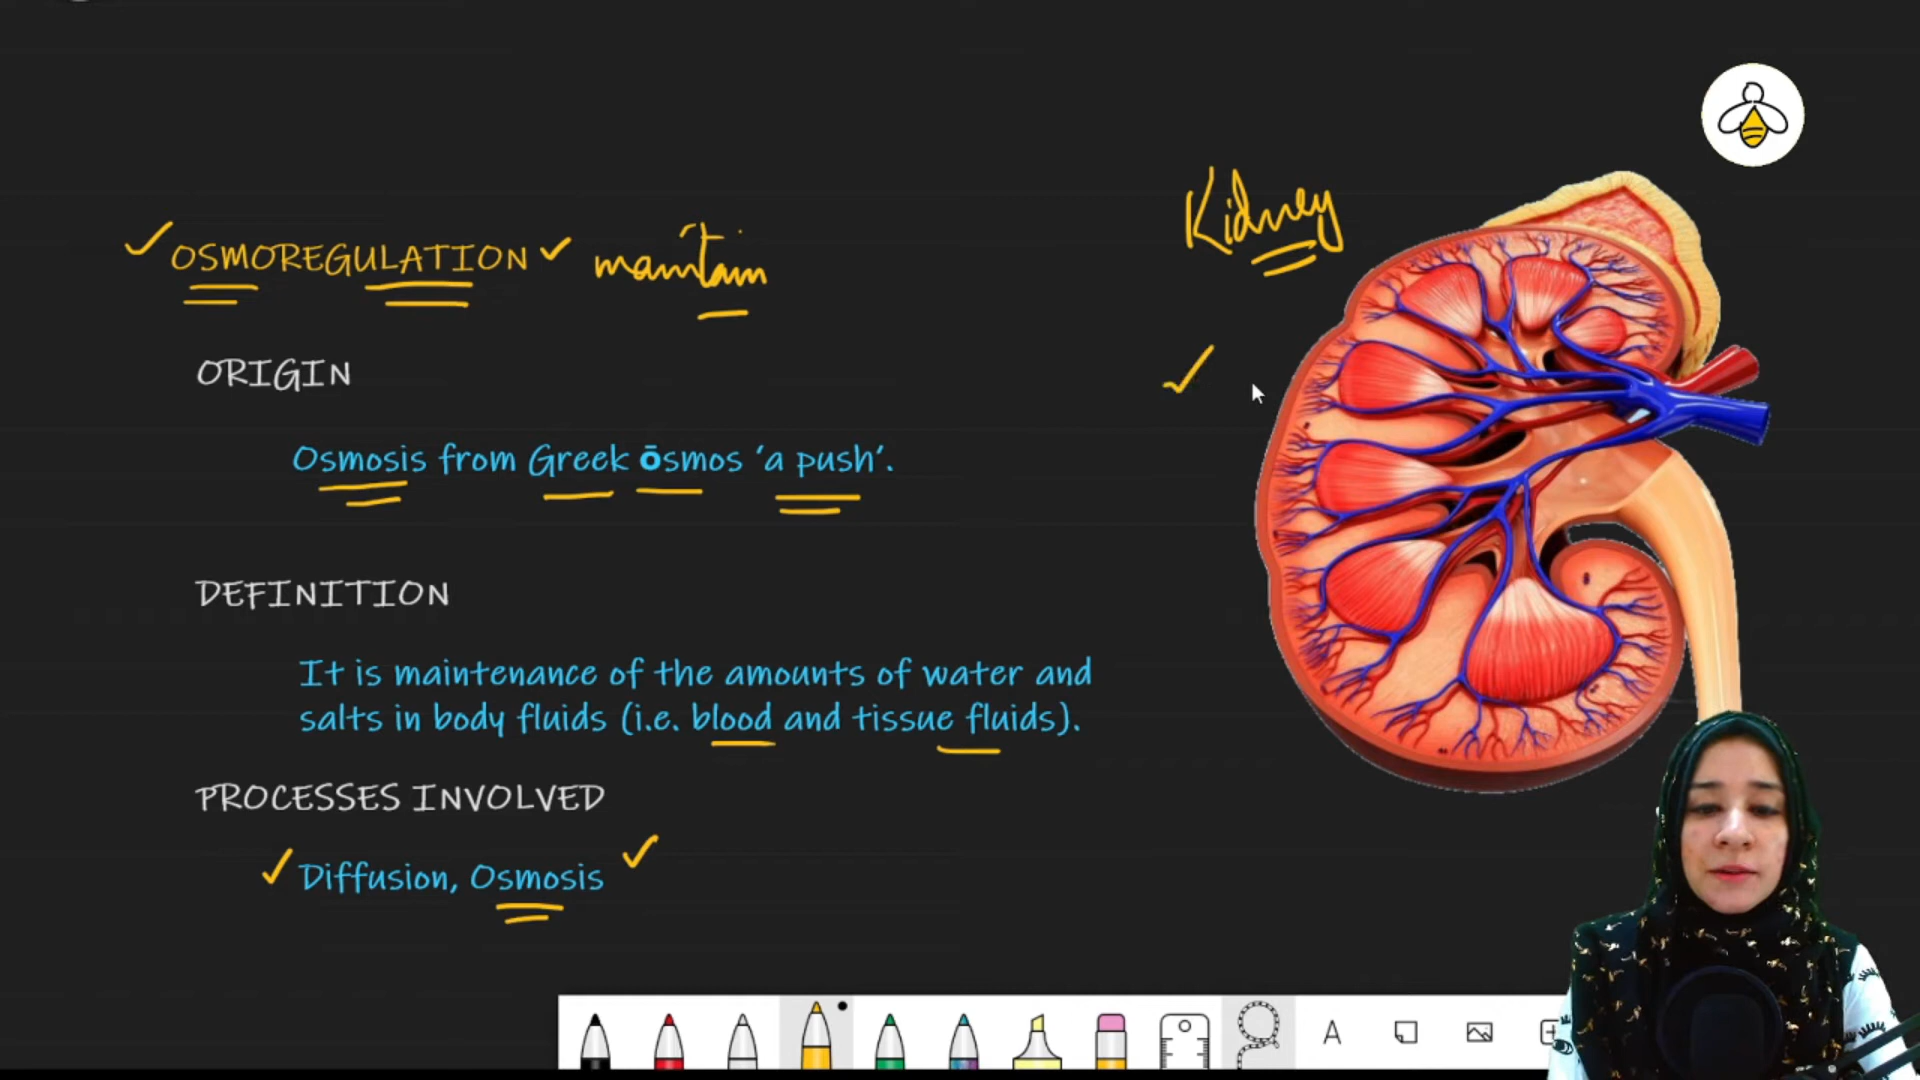 Kidney
OSMOREGULATION maintain
ORIGIN
Osmosis from Greek ōsmos ‘a push’.
DEFINITION
It is maintenance of the amounts of water and
salts in body fluids (i.e. blood and tissue fluids).
PROCESSES INVOLVED
Diffusion, Osmosis
A